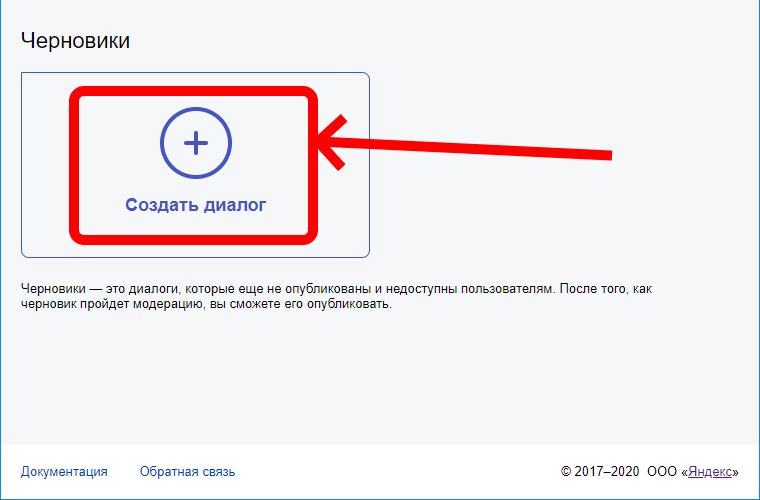 Черновики
Создать диалог
Черновики — это диалоги, которые еще не опубликованы и недоступны пользователям. После того, как
черновик пройдет модерацию, вы сможете его опубликовать.
Документация Обратная связь © 2017–2020 ООО «Яндекс»